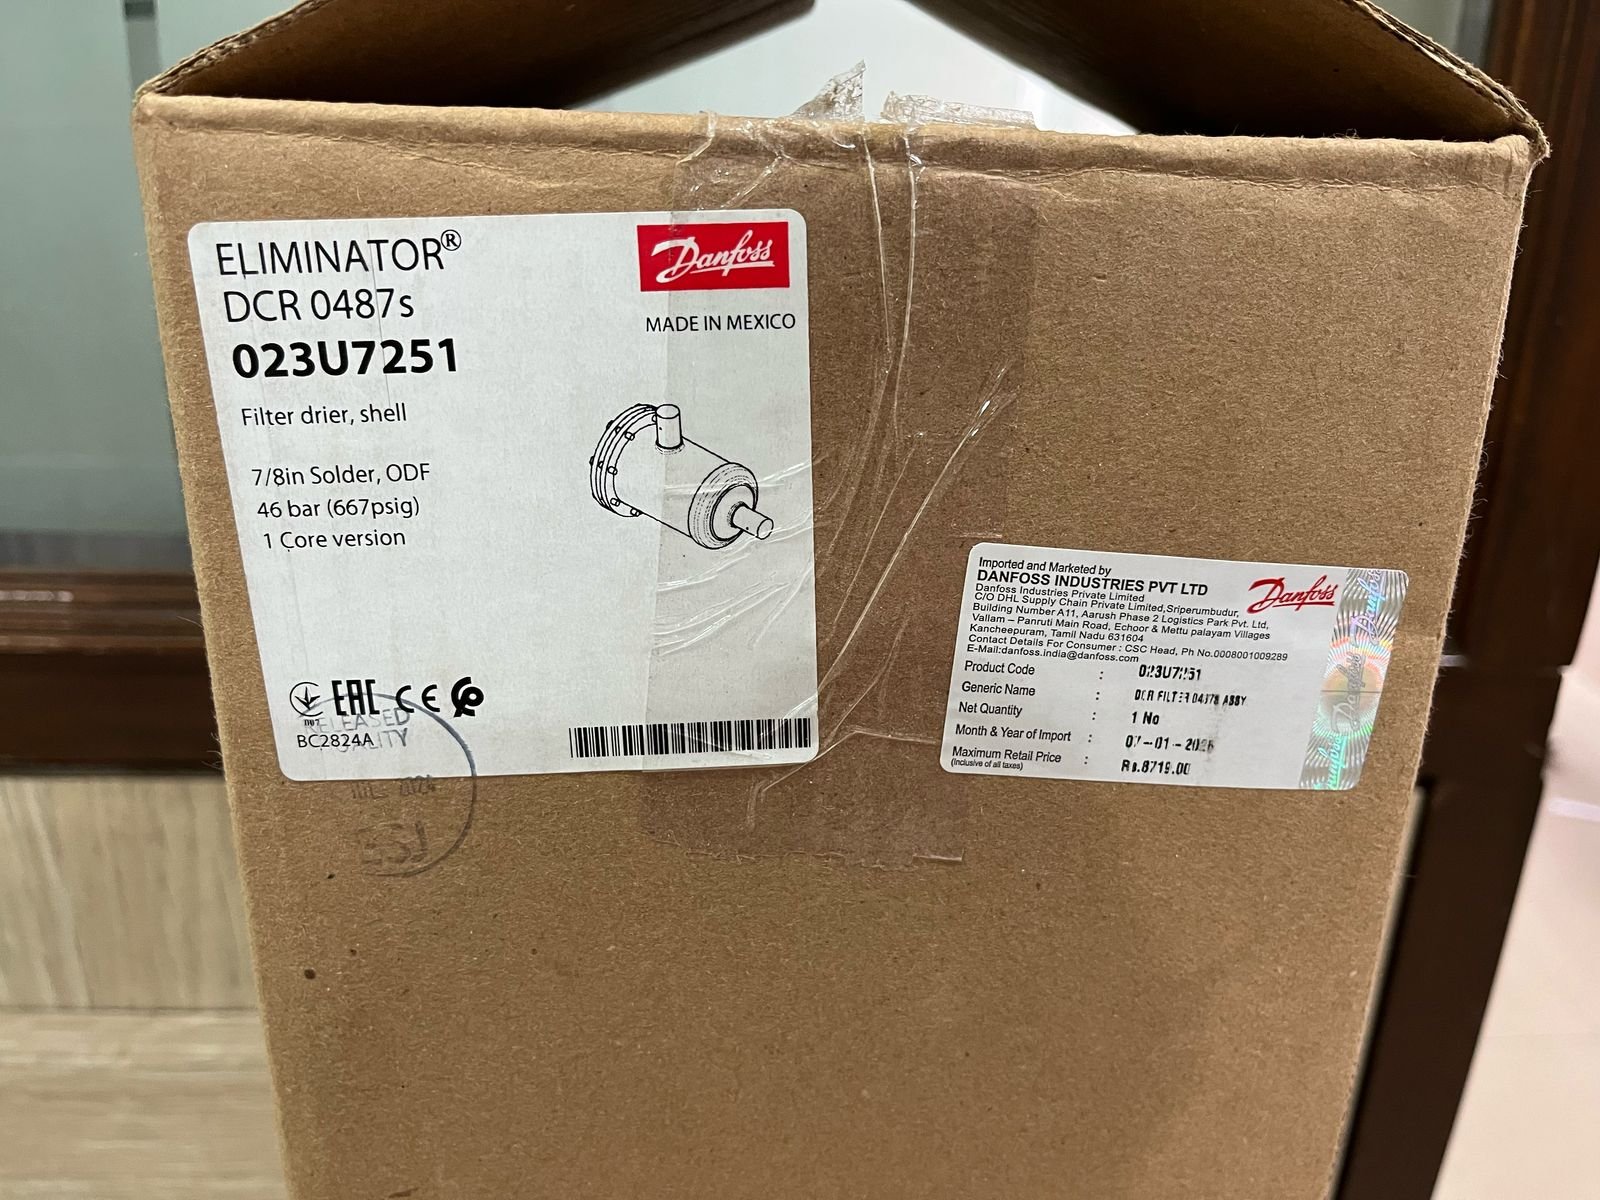 ELIMINATOR®
DCR 0487s
023U7251
Filter drier, shell
7/8in Solder, ODF
46 bar (667psig)
1 Core version
Danfoss
MADE IN MEXICO
EAC CE
BC2824A
RELEASED
Imported and Marketed by
DANFOSS INDUSTRIES PVT LTD
Danfoss Industries Private Limited
C/O DHL Supply Chain Private Limited,Sriperumbudur,
Building Number A11, Aarush Phase 2 Logistics Park Pvt. Ltd,
Vallam – Panruti Main Road, Echoor & Mettu palayam Villages
Kancheepuram, Tamil Nadu 631604
Contact Details For Consumer : CSC Head, Ph No.0008001009289
E-Mail:danfoss.india@danfoss.com
Danfoss
Product Code : 023U7251
Generic Name : DCR FILTER 0487S ASSY
Net Quantity : 1 No
Month & Year of Import :
Maximum Retail Price : Rs.8719.00
(Inclusive of all taxes)
Danfoss